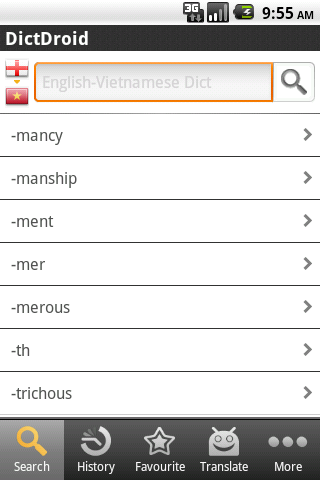 3G 9:55 AM
DictDroid
English-Vietnamese Dict
-mancy
-manship
-ment
-mer
-merous
-th
-trichous
Search History Favourite Translate More